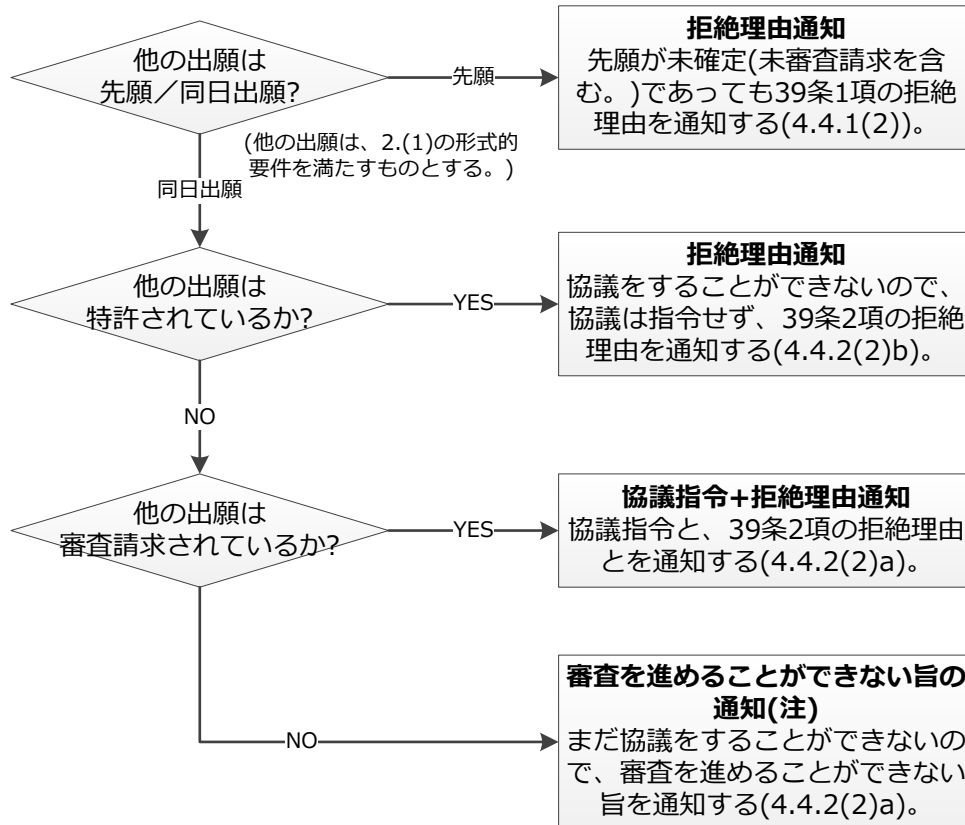 他の出願は
先願／同日出願?
先願
拒絶理由通知
先願が未確定(未審査請求を含
む。)であっても39条1項の拒絶
理由を通知する(4.4.1(2))。
(他の出願は、2.(1)の形式的
要件を満たすものとする。)
同日出願
他の出願は
特許されているか?
YES
拒絶理由通知
協議をすることができないので、
協議は指令せず、39条2項の拒絶
理由を通知する(4.4.2(2)b)。
NO
他の出願は
審査請求されているか?
YES
協議指令+拒絶理由通知
協議指令と、39条2項の拒絶理由
とを通知する(4.4.2(2)a)。
NO
審査を進めることができない旨の
通知(注)
まだ協議をすることができないの
で、審査を進めることができない
旨を通知する(4.4.2(2)a)。